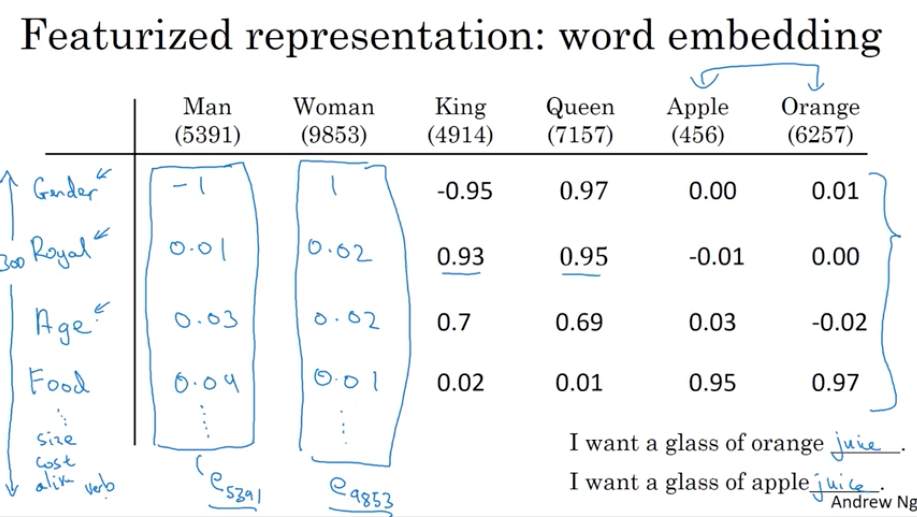 Featurized representation: word embedding
Man Woman King Queen Apple Orange
(5391) (9853) (4914) (7157) (456) (6257)
Gender -1 1 -0.95 0.97 0.00 0.01
300 Royal 0.01 0.02 0.93 0.95 -0.01 0.00
Age 0.03 0.02 0.7 0.69 0.03 -0.02
Food 0.04 0.01 0.02 0.01 0.95 0.97
size
cost
alive verb
I want a glass of orange juice.
I want a glass of apple juice.
e5391 e9853
Andrew Ng